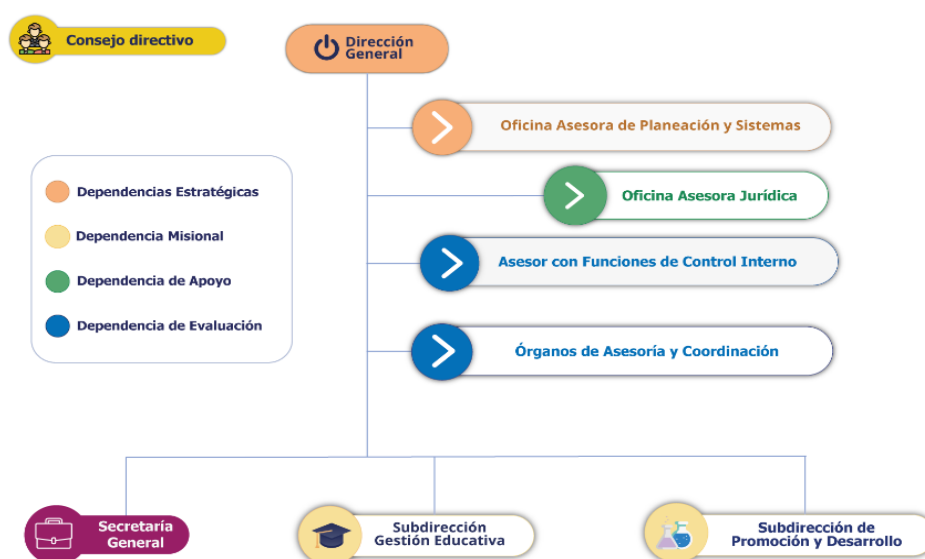 Consejo directivo
Dirección
General
Oficina Asesora de Planeación y Sistemas
Oficina Asesora Jurídica
Asesor con Funciones de Control Interno
Órganos de Asesoría y Coordinación
Dependencias Estratégicas
Dependencia Misional
Dependencia de Apoyo
Dependencia de Evaluación
Secretaría
General
Subdirección
Gestión Educativa
Subdirección de
Promoción y Desarrollo